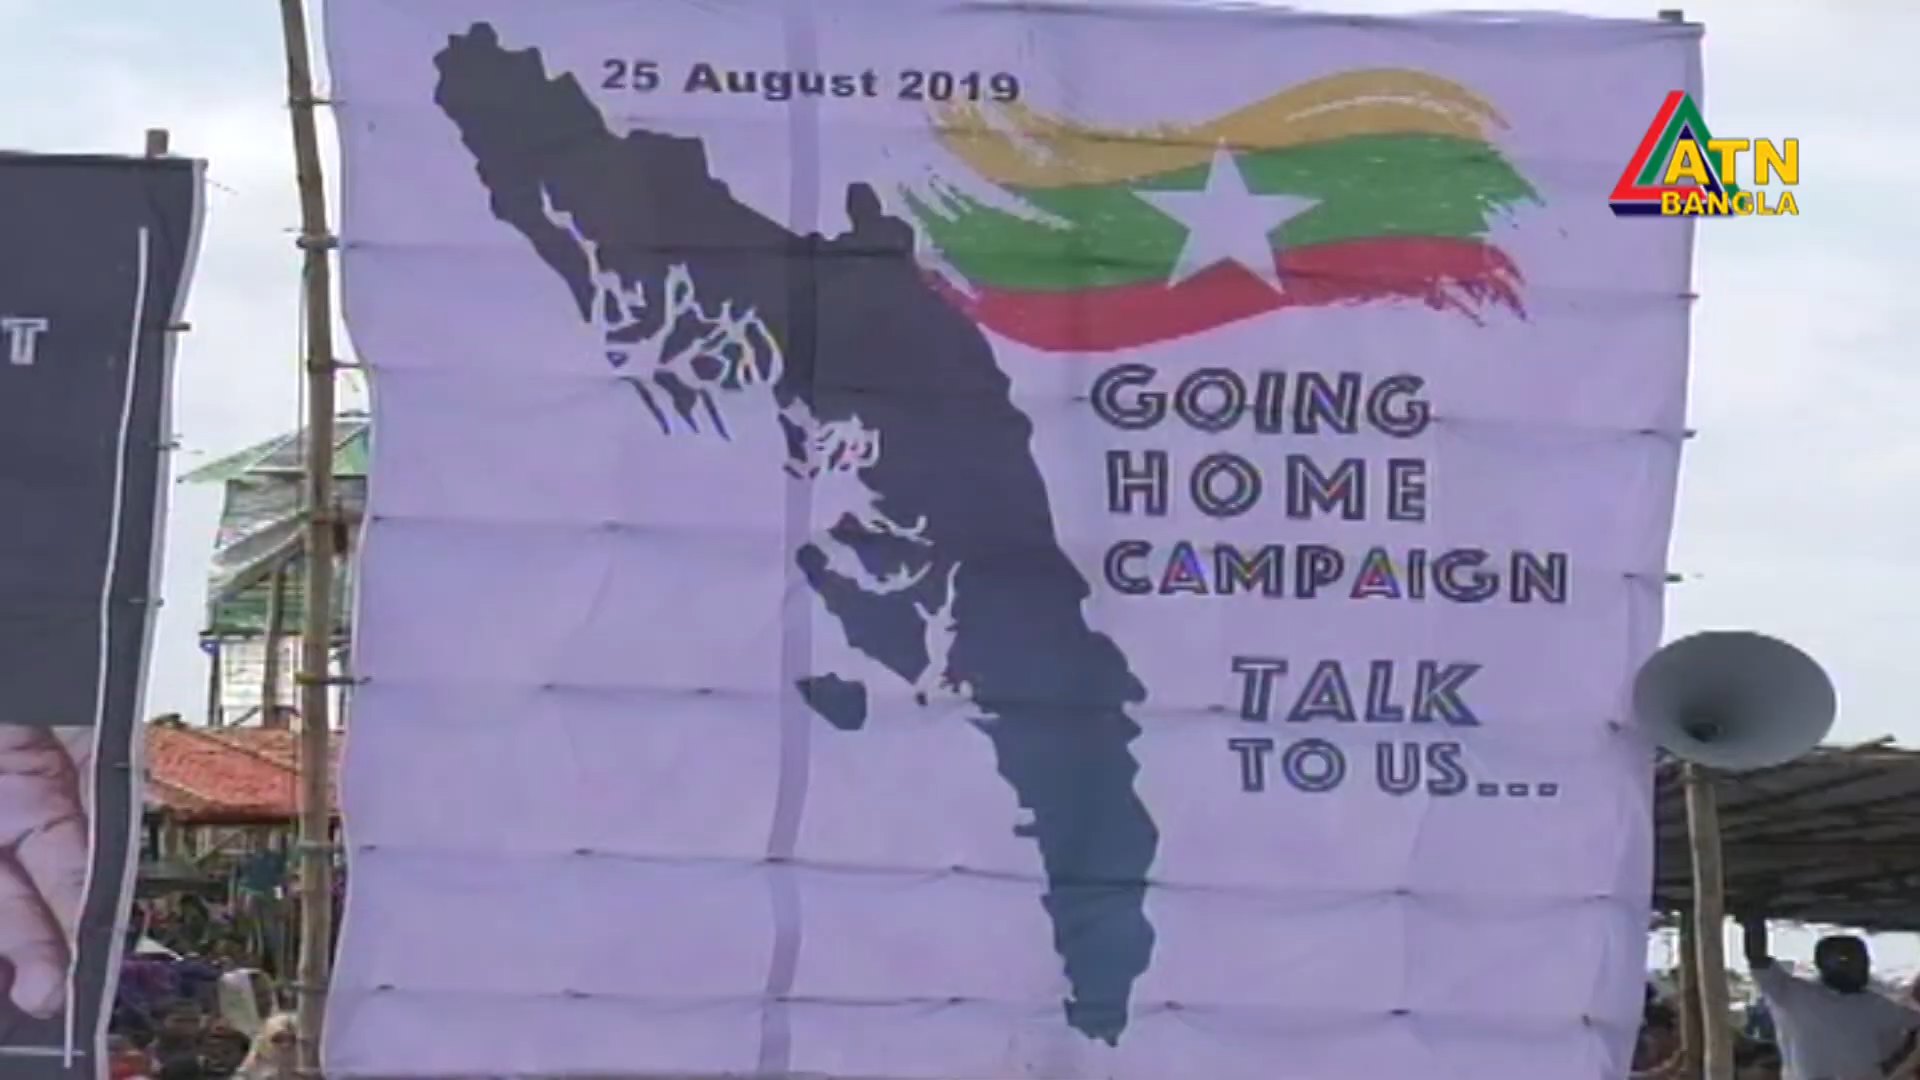 25 August 2019
ATN
BANGLA
T
GOING
HOME
CAMPAIGN
TALK
TO US...